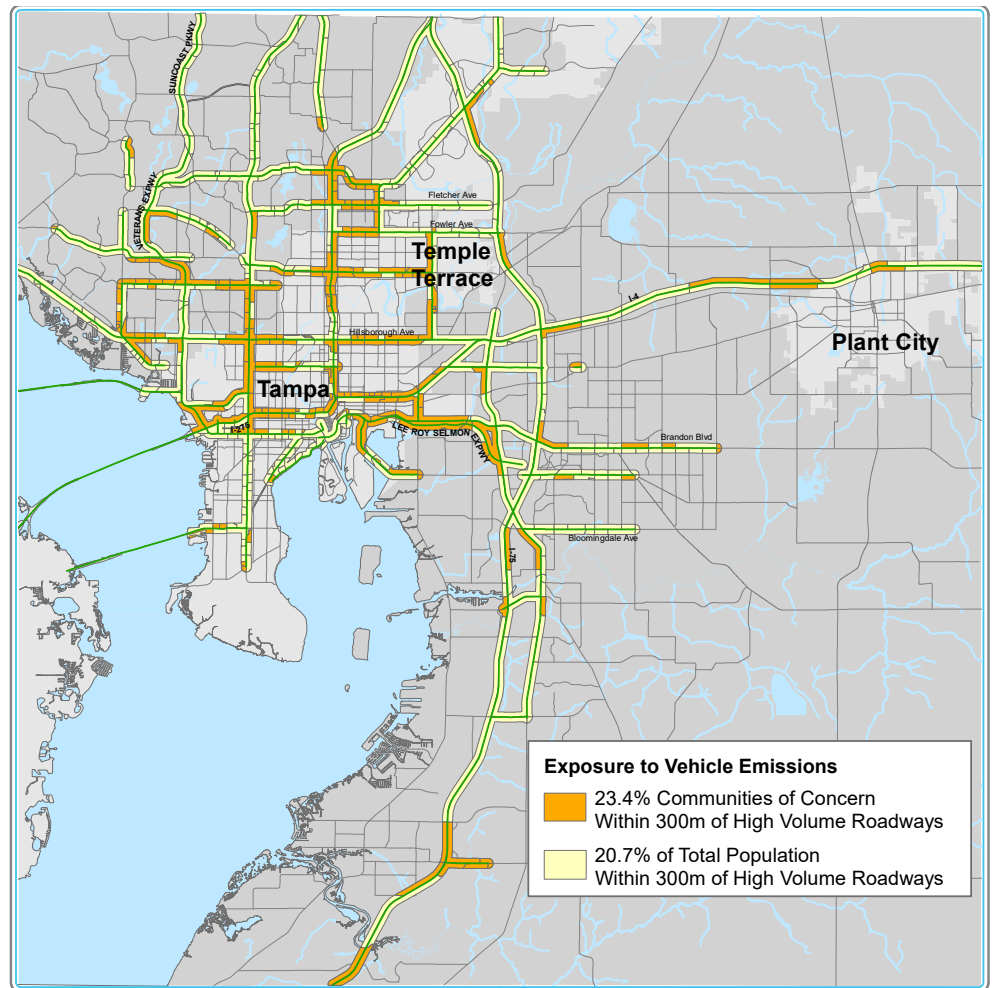 SUNCOAST PKWY
VETERANS EXPWY
Fletcher Ave
Fowler Ave
Temple
Terrace
I-4
Hillsborough Ave
Plant City
Tampa
I-275
LEE ROY SELMON EXPWY
Brandon Blvd
Bloomingdale Ave
I-75
Exposure to Vehicle Emissions
23.4% Communities of Concern
Within 300m of High Volume Roadways
20.7% of Total Population
Within 300m of High Volume Roadways